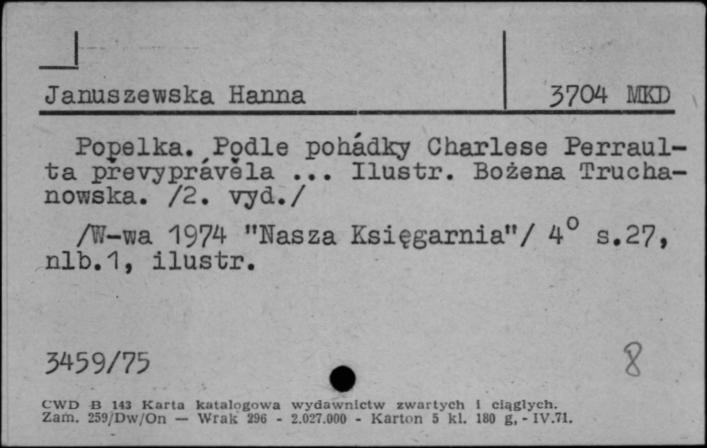 Januszewska Hanna 3704 MKD
Popelka. Podle pohádky Charlese Perraul-
ta převyprávěla ... Ilustr. Bożena Trucha-
nowska. /2. vyd./
/W-wa 1974 "Nasza Księgarnia"/ 4° s.27,
nlb.1, ilustr.
3459/75 8
CWD B 143 Karta katalogowa wydawnictw zwartych i ciągłych.
Zam. 259/Dw/On — Wrak 296 - 2.027.000 - Karton 5 kl. 180 g, - IV.71.